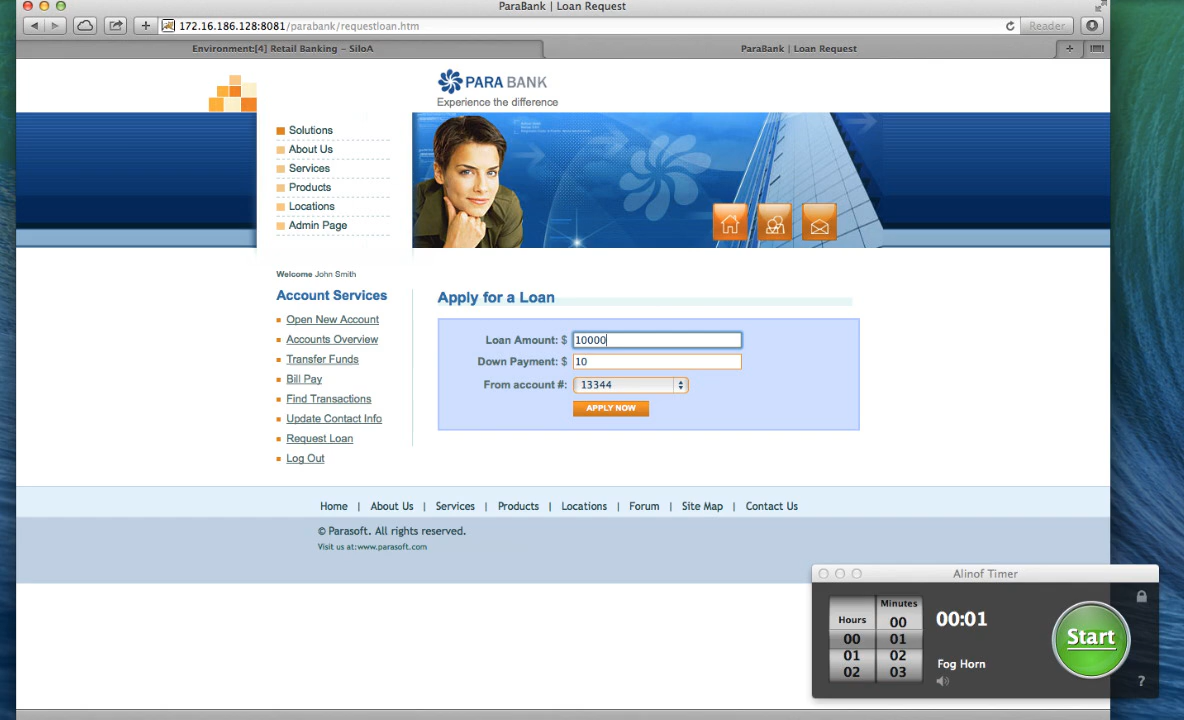 ParaBank | Loan Request
172.16.186.128:8081/parabank/requestloan.htm
Reader
Environment:[4] Retail Banking – SiloA
ParaBank | Loan Request
PARA BANK
Experience the difference
Solutions
About Us
Services
Products
Locations
Admin Page
Welcome John Smith
Account Services
Open New Account
Accounts Overview
Transfer Funds
Bill Pay
Find Transactions
Update Contact Info
Request Loan
Log Out
Apply for a Loan
Loan Amount: $ 10000
Down Payment: $ 10
From account #: 13344
APPLY NOW
Home | About Us | Services | Products | Locations | Forum | Site Map | Contact Us
© Parasoft. All rights reserved.
Visit us at:www.parasoft.com
Alinof Timer
Hours
00
01
02
Minutes
00
01
02
03
00:01
Fog Horn
Start
?